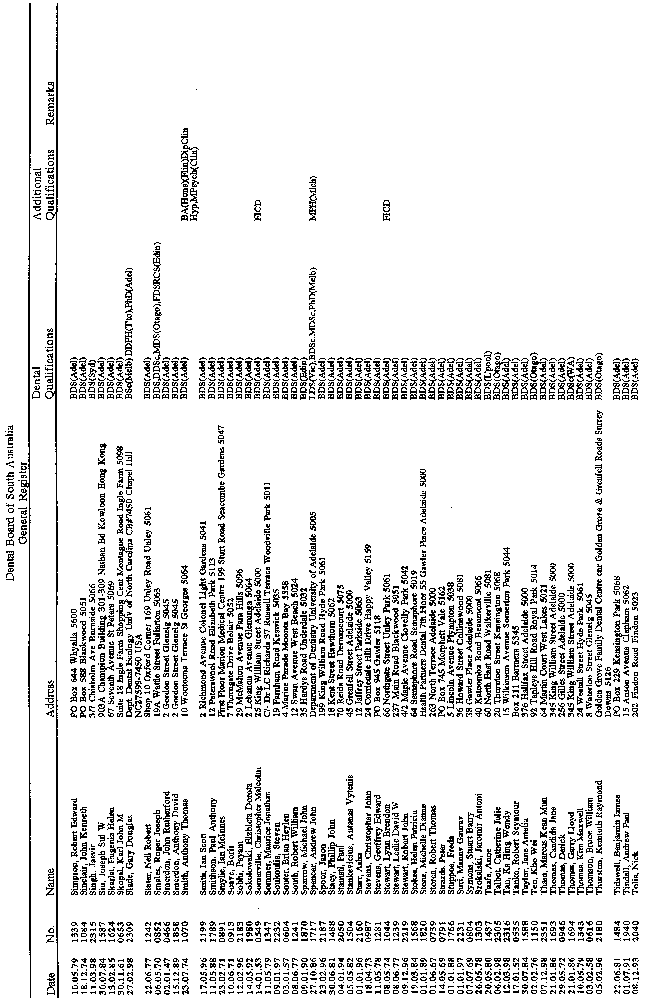 Dental Board of South Australia
General Register
Dental Additional
Date No. Name Address Qualifications Qualifications Remarks
10.05.79 1339 Simpson, Robert Edward PO Box 644 Whyalla 5600 BDS(Adel)
18.12.74 1084 Sinclair, John Kenneth PO Box 588 Blackwood 5051 BDS(Adel)
11.03.98 2315 Singh, Jasvir 3/7 Chisholm Ave Burnside 5066 BDS(Syd)
30.07.84 1587 Siu, Joseph Sui W 903A Champion Building 301-309 Nathan Bd Kowloon Hong Kong BDS(Adel)
13.02.85 1624 Skarlat, Eugenia Helen 67 Seventh Avenue St Peters 5069 BDS(Adel)
30.11.61 0653 Skopal, Karl John M Suite 18 Ingle Farm Shopping Cent Montague Road Ingle Farm 5098 BDS(Adel)
27.02.98 2309 Slade, Gary Douglas Dept. Dental Ecology Univ of North Carolina CB#7450 Chapel Hill BSc(Melb) DDPH(T'to),PhD(Adel)
NC27599-7450 USA
22.06.77 1242 Slater, Neil Robert Shop 10 Oxford Corner 169 Unley Road Unley 5061 BDS(Adel)
06.05.70 0852 Smales, Roger Joseph 19A Wattle Street Fullarton 5063 BDS,DDSc,MDS(Otago),FDSRCS(Edin)
02.01.47 0466 Smerdon, John Rutherford 2 Gordon Street Glenelg 5045 BDS(Adel)
15.12.89 1858 Smerdon, Anthony David 2 Gordon Street Glenelg 5045 BDS(Adel)
23.07.74 1070 Smith, Anthony Thomas 10 Wootoona Terrace St Georges 5064 BDS(Adel) BA(Hons)(Flin)DipClin
Hyp,MPsych(Clin)
17.05.96 2199 Smith, Ian Scott 2 Richmond Avenue Colonel Light Gardens 5041 BDS(Adel)
11.05.88 1789 Smithson, Paul Anthony 12 Peterswool Road Elizabeth Park 5113 BDS(Adel)
23.02.71 0891 Smylie, Ian McInnes First Floor Marion Medical Centre 199 Sturt Road Seacombe Gardens 5047 BDS(Adel)
10.06.71 0913 Soave, Boris 7 Thorngate Drive Belair 5052 BDS(Adel)
12.02.96 2183 Sobhi, Payam 29 McMahon Avenue Para Hills 5096 BDS(Adel)
14.05.92 1980 Sokolowski, Elzbieta Dorota 2 Lebanon Avenue Glenunga 5064 BDS(Adel)
14.01.53 0549 Somerville, Christopher Malcolm 25 King William Street Adelaide 5000 BDS(Adel) FICD
11.05.79 1347 Sommer, Maurice Jonathan C/- Dr LC Richards 37 Russell Terrace Woodville Park 5011 BDS(Adel)
09.01.97 2232 Soukoulis, Steven 19 Farnham Road Keswick 5035 BDS(Adel)
03.01.57 0604 Souter, Brian Heylen 4 Marine Parade Moonta Bay 5558 BDS(Adel)
08.06.77 1241 South, Robert William 12 Swan Avenue West Beach 5024 BDS(Adel)
09.01.90 1870 Sparrow, Michael John 35 Hardys Road Underdale 5032 BDS(Edin)
27.10.86 1717 Spencer, Andrew John Department of Dentistry University of Adelaide 5005 LDS(Vic),BDSc,MDSc,PhD(Melb) MPH(Mich)
23.02.96 2187 Spoor, Jason 199 King William Road Hyde Park 5061 BDS(Adel)
30.06.81 1488 Stacy, Phillip John 18 Kent Street Hawthorn 5062 BDS(Adel)
04.01.94 2050 Stamati, Paul 70 Reids Road Dernancourt 5075 BDS(Adel)
05.05.82 1504 Stankevicius, Antanas Vytenis 45 Grenfell Street Adelaide 5000 BDS(Adel)
01.01.96 2160 Starr, Asha 12 Jaffrey Street Parkside 5063 BDS(Adel)
18.04.73 0987 Stevens, Christopher John 24 Corriedale Hill Drive Happy Valley 5159 BDS(Adel)
11.05.78 1281 Stevens, Geoffrey Edward PO Box 945 Gawler 5118 BDS(Adel)
08.05.74 1044 Stewart, Lynn Brendon 66 Northgate Street Unley Park 5061 BDS(Adel) FICD
08.06.77 1239 Stewart, Leslie David W 237 Main Road Blackwood 5051 BDS(Adel)
09.12.96 2219 Stewart, Robert John 4/2 Maple Avenue Clovelly Park 5042 BDS(Adel)
19.03.84 1568 Stokes, Helen Patricia 64 Semaphore Road Semaphore 5019 BDS(Adel)
01.01.89 1820 Stone, Michelle Dianne Health Partners Dental 7th Floor 55 Gawler Place Adelaide 5000 BDS(Adel)
01.06.67 0739 Storen, Robert Thomas 263 North Terrace Adelaide 5000 BDS(Adel)
14.05.69 0791 Strazds, Peter PO Box 745 Morphett Vale 5162 BDS(Adel)
01.01.88 1766 Stuppos, Freda 5 Lincoln Avenue Plympton 5038 BDS(Adel)
01.01.97 2231 Suri, Manuv Gaurav 36 Howard Street Collinswood 5081 BDS(Adel)
07.07.69 0804 Symons, Stuart Barry 38 Gawler Place Adelaide 5000 BDS(Adel)
26.05.78 1303 Szokalski, Jaromir Antoni 40 Katoomba Road Beaumont 5066 BDS(Adel)
20.05.80 1437 Taafe, Anne 60 North East Road Walkerville 5081 BDS(L'pool)
06.02.98 2305 Talbot, Catherine Julie 20 Thornton Street Kensington 5068 BDS(Otago)
12.03.98 2316 Tan, Ka Hing Wendy 15 Wilkinson Avenue Somerton Park 5044 BDS(Adel)
17.01.52 0535 Tanko, Robert Seymour Box 211 Barmera 5345 BDS(Adel)
30.07.84 1588 Taylor, Jane Amelia 376 Halifax Street Adelaide 5000 BDS(Adel)
02.02.76 1150 Teo, Kho Wei 92 Tapleys Hill Road Royal Park 5014 BDS(Otago)
07.12.98 2351 Tham, Marcus Kean Mun 64 Martin Court West Lakes 5021 BDS(Adel)
21.01.86 1693 Thomas, Candida Jane 345 King William Street Adelaide 5000 BDS(Adel)
29.05.72 0946 Thomas, Derick 256 Gilles Street Adelaide 5000 BDS(Adel)
21.01.86 1694 Thomas, Garry Lloyd 345 King William Street Adelaide 5000 BDSc(WA)
10.05.79 1343 Thomas, Kim Maxwell 24 Westall Street Hyde Park 5061 BDS(Adel)
03.02.58 0616 Thomson, Bruce William 8 Waterloo Street Glenelg 5045 BDS(Adel)
05.02.96 2180 Thurston, Kenneth Raymond Golden Grove Family Dental Centre cnr Golden Grove & Grenfell Roads Surrey BDS(Otago)
Downs 5126
22.06.81 1484 Tidswell, Benjamin James PO Box 229 Kensington Park 5068 BDS(Adel)
01.07.91 1940 Tindall, Andrew Paul 15 Anson Avenue Clapham 5062 BDS(Adel)
08.12.93 2040 Tolis, Nick 202 Findon Road Findon 5023 BDS(Adel)